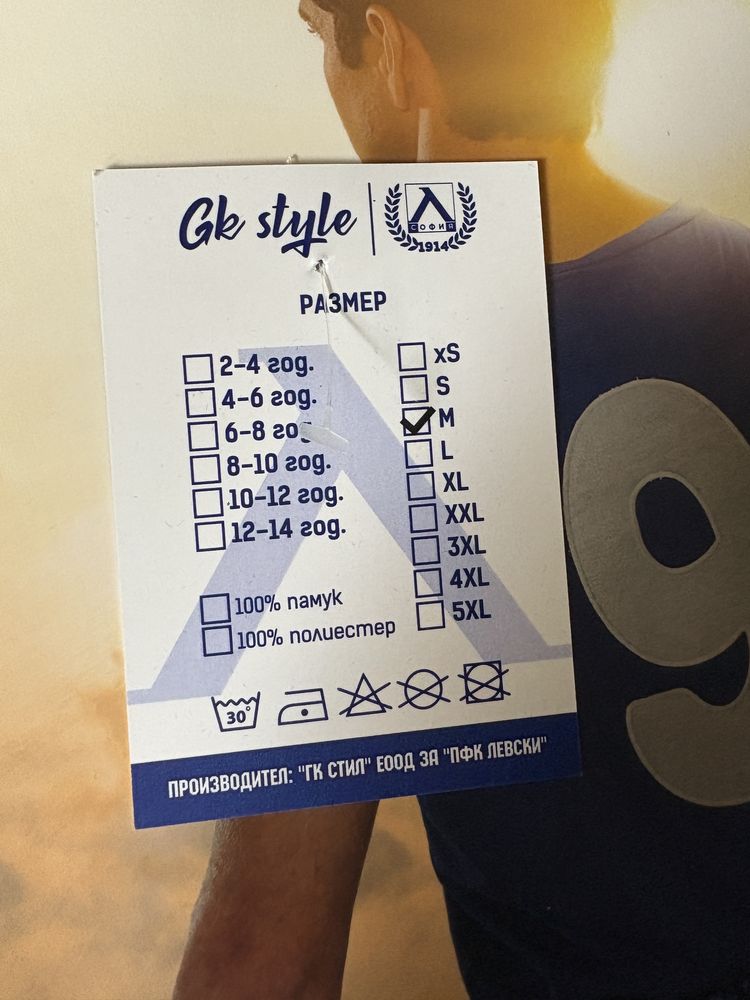 Gk style
СОФИЯ
1914
РАЗМЕР
2-4 год.
4-6 год.
6-8 го
8-10 год.
10-12 год.
12-14 год.
xS
S
M
L
XL
XXL
3XL
4XL
5XL
100% памук
100% полиестер
30°
ПРОИЗВОДИТЕЛ: "ГК СТИЛ" ЕООД ЗА "ПФК ЛЕВСКИ"
9